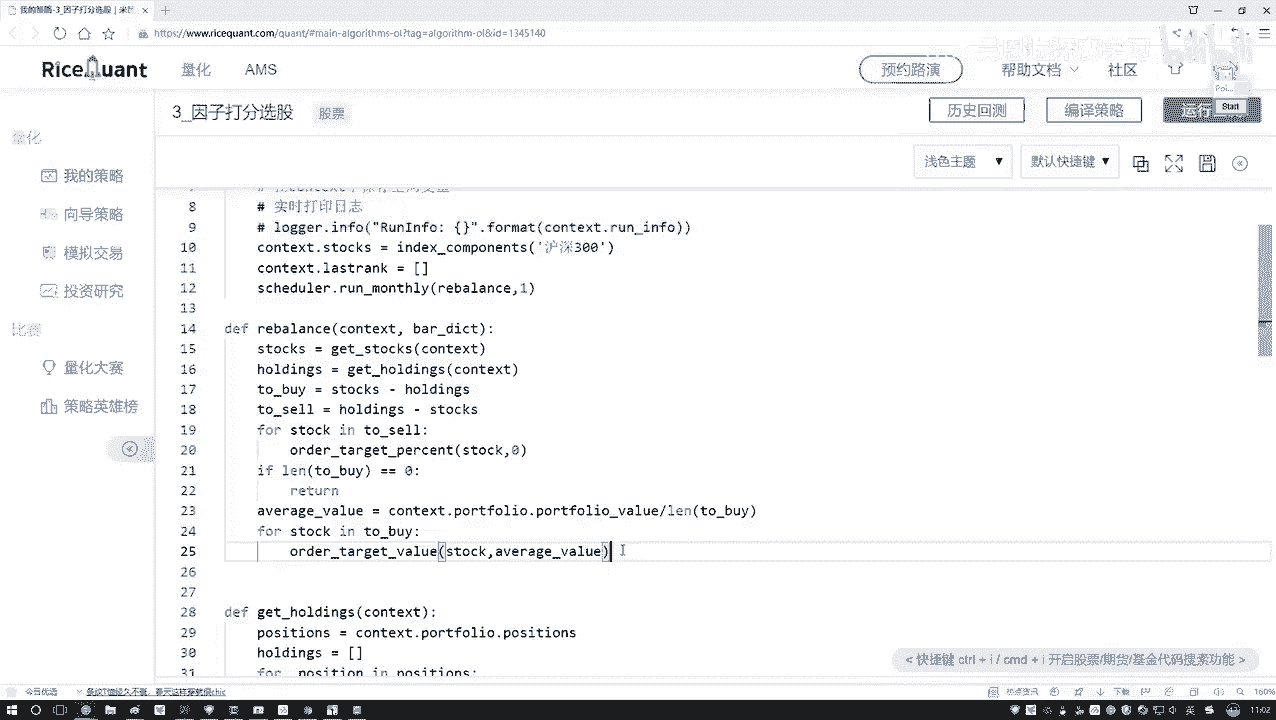 我的策略-3_因子打分选股 | 米
https://www.ricequant.com/quant/#main-algorithms-ol?tag=algorithm-ol&id=1345140
RiceQuant 量化 AMS 预约路演 帮助文档 社区
3_因子打分选股 股票 历史回测 编译策略
Start
量化
浅色主题 默认快捷键
我的策略
向导策略
模拟交易
投资研究
比赛
量化大赛
策略英雄榜
8 # 实时打印日志
9 # logger.info("RunInfo: {}".format(context.run_info))
10 context.stocks = index_components('沪深300')
11 context.lastrank = []
12 scheduler.run_monthly(rebalance,1)
13
14 def rebalance(context, bar_dict):
15 stocks = get_stocks(context)
16 holdings = get_holdings(context)
17 to_buy = stocks - holdings
18 to_sell = holdings - stocks
19 for stock in to_sell:
20 order_target_percent(stock,0)
21 if len(to_buy) == 0:
22 return
23 average_value = context.portfolio.portfolio_value/len(to_buy)
24 for stock in to_buy:
25 order_target_value(stock,average_value)
26
27
28 def get_holdings(context):
29 positions = context.portfolio.positions
30 holdings = []
31 for position in positions:
< 快捷键 ctrl + i / cmd + i 开启股票/期货/基金代码搜索功能 >
今日优选
热点资讯 下载 160%
英 11:02